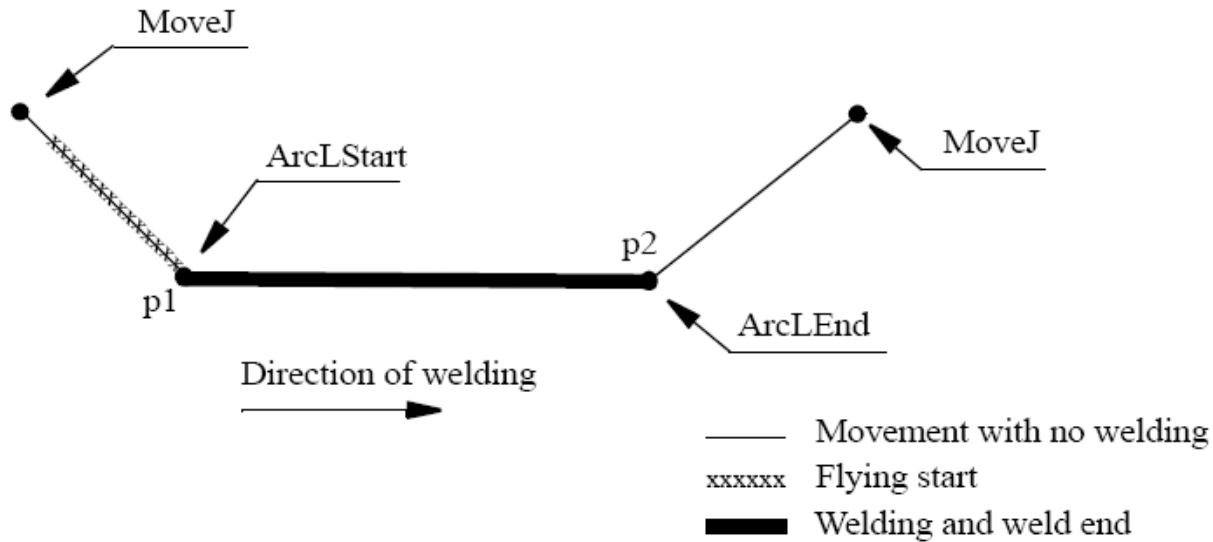 MoveJ
ArcLStart
MoveJ
p2
p1
ArcLEnd
Direction of welding
Movement with no welding
xxxxxx Flying start
Welding and weld end